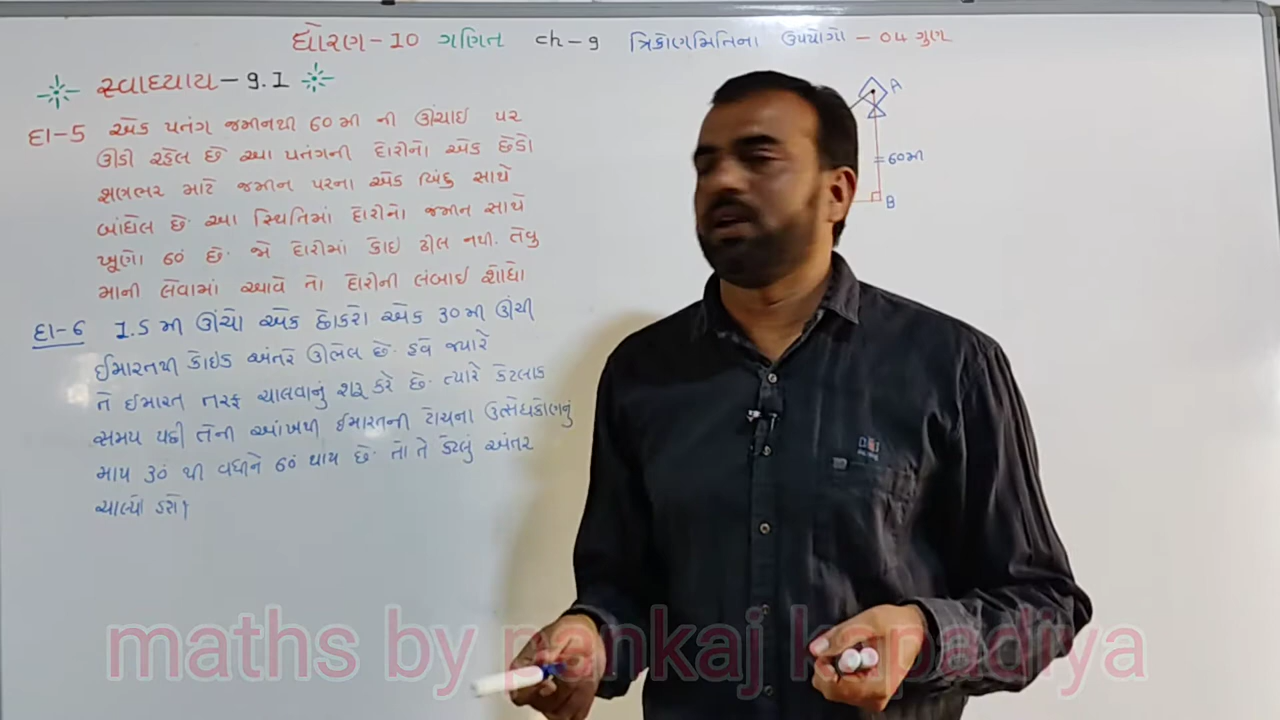 ધોરણ-10 ગણિત ch-9 ત્રિકોણમિતિના ઉપયોગો - 04 ગુણ
સ્વાધ્યાય - 9.1
દા-5 એક પતંગ જમીનથી 60 મી ની ઊંચાઈ પર
ઊડી રહેલ છે આ પતંગની દોરીનો એક છેડો
માટે જમીન પરના એક બિંદુ સાથે
બાંધેલ છે. આ સ્થિતિમાં દોરીનો જમીન સાથે
ખૂણો 60 છે. જો દોરીમાં કોઈ ઢીલ નથી. તેવુ
માની લેવામાં આવે તો દોરીની લંબાઈ શોધો
દા-6 1.5 મી ઊંચો એક છોકરો એક 30 મી ઊંચી
ઈમારતથી કોઇક અંતરે ઊભેલ છે. હવે જ્યારે
તે ઈમારત તરફ ચાલવાનું શરૂ કરે છે. ત્યારે કેટલાક
સમય પછી તેની આંખથી ઈમારતની ટોચના ઉત્સેધકોણનું
માપ 30 થી વધીને 60 થાય છે. તો તે કેટલું અંતર
ચાલ્યો હશે?
A
60મી
B
maths by pankaj kapadiya